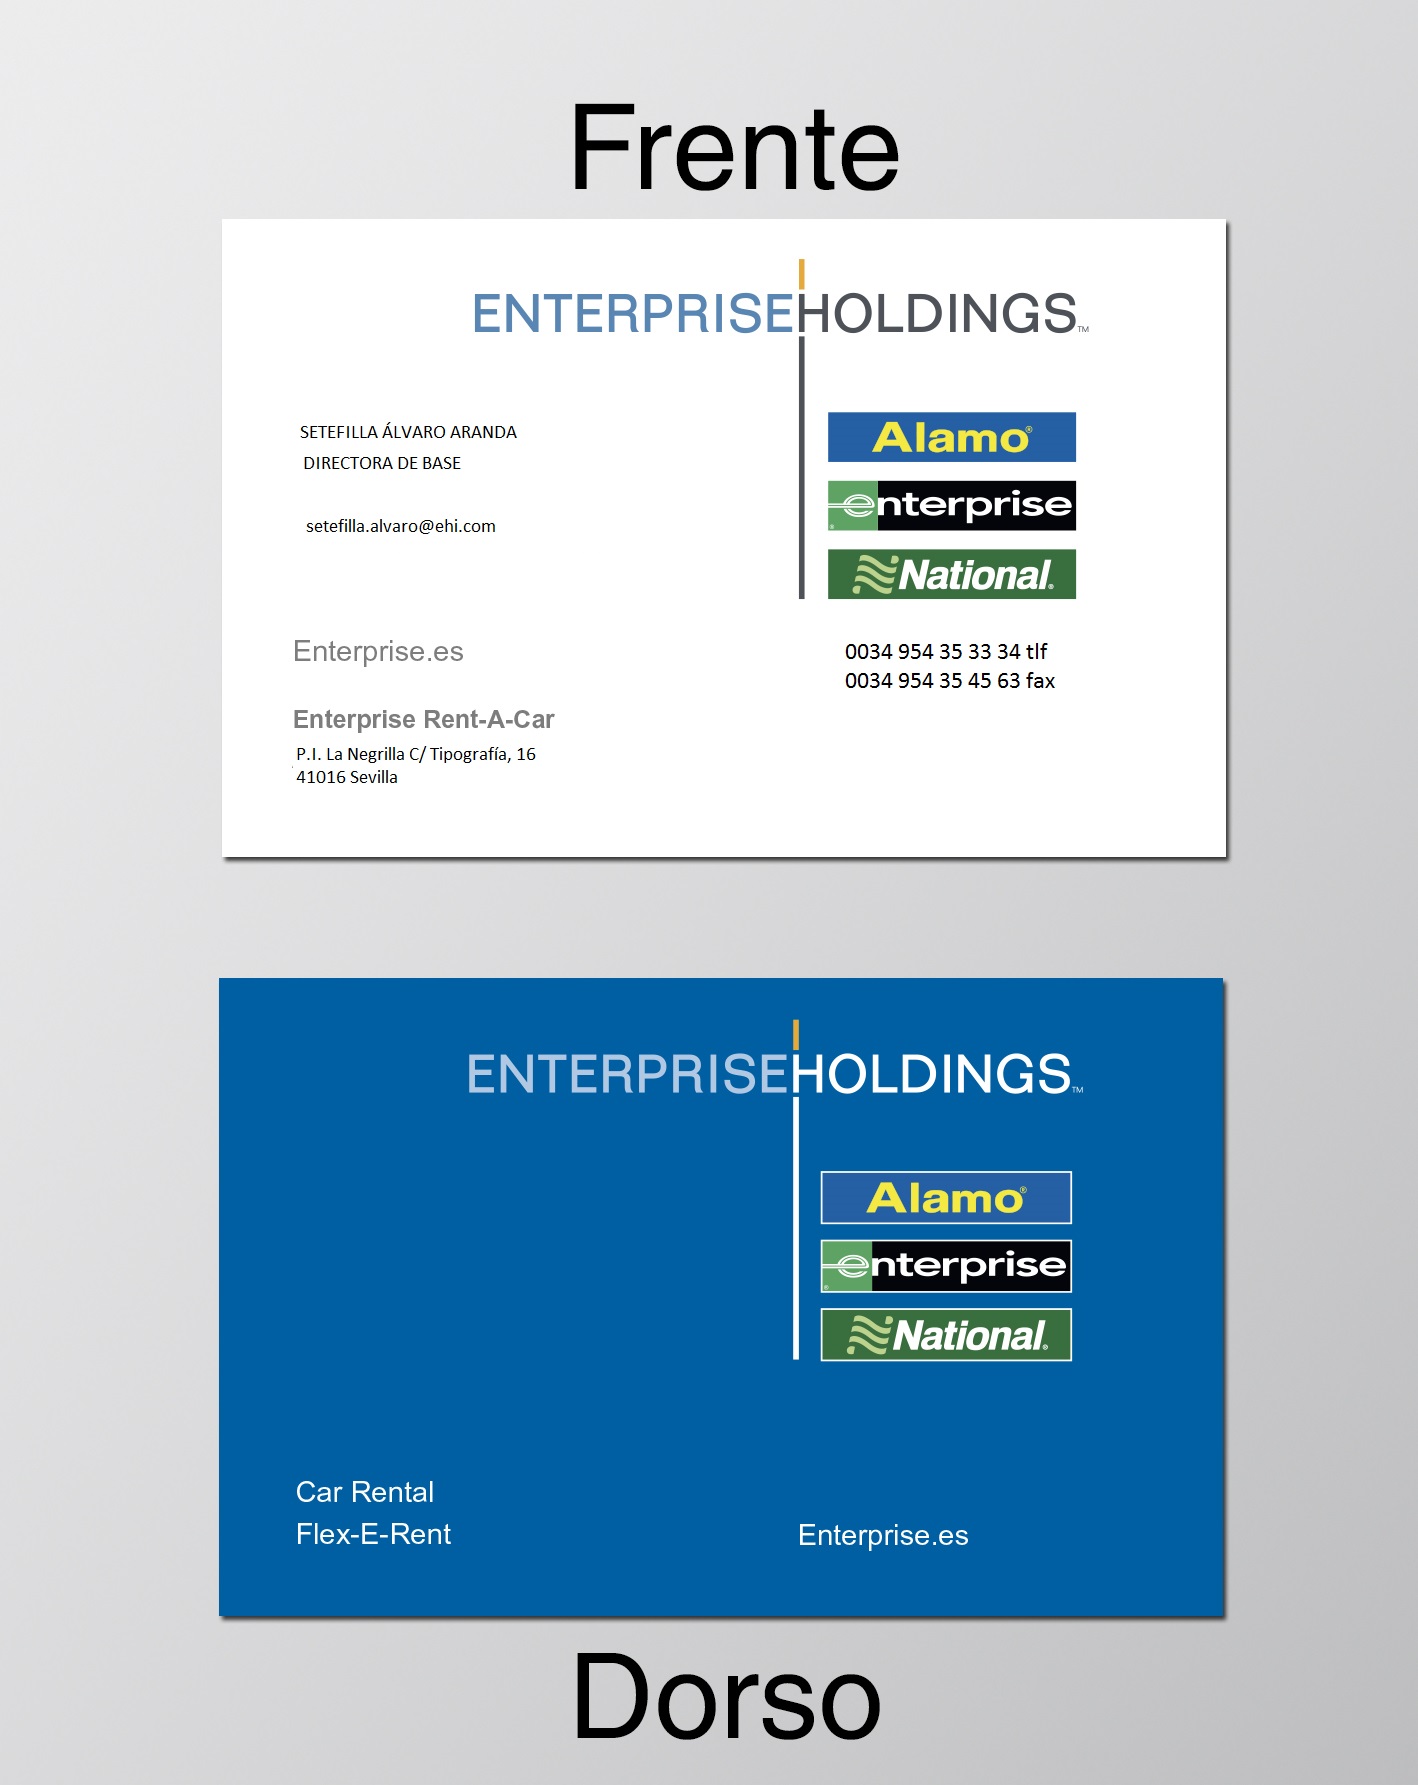 Frente
ENTERPRISEHOLDINGS™
SETEFILLA ÁLVARO ARANDA
DIRECTORA DE BASE
setefilla.alvaro@ehi.com
Alamo®
enterprise®
National®
Enterprise.es
0034 954 35 33 34 tlf
0034 954 35 45 63 fax
Enterprise Rent-A-Car
P.I. La Negrilla C/ Tipografía, 16
41016 Sevilla
ENTERPRISEHOLDINGS™
Alamo®
enterprise®
National®
Car Rental
Flex-E-Rent
Enterprise.es
Dorso